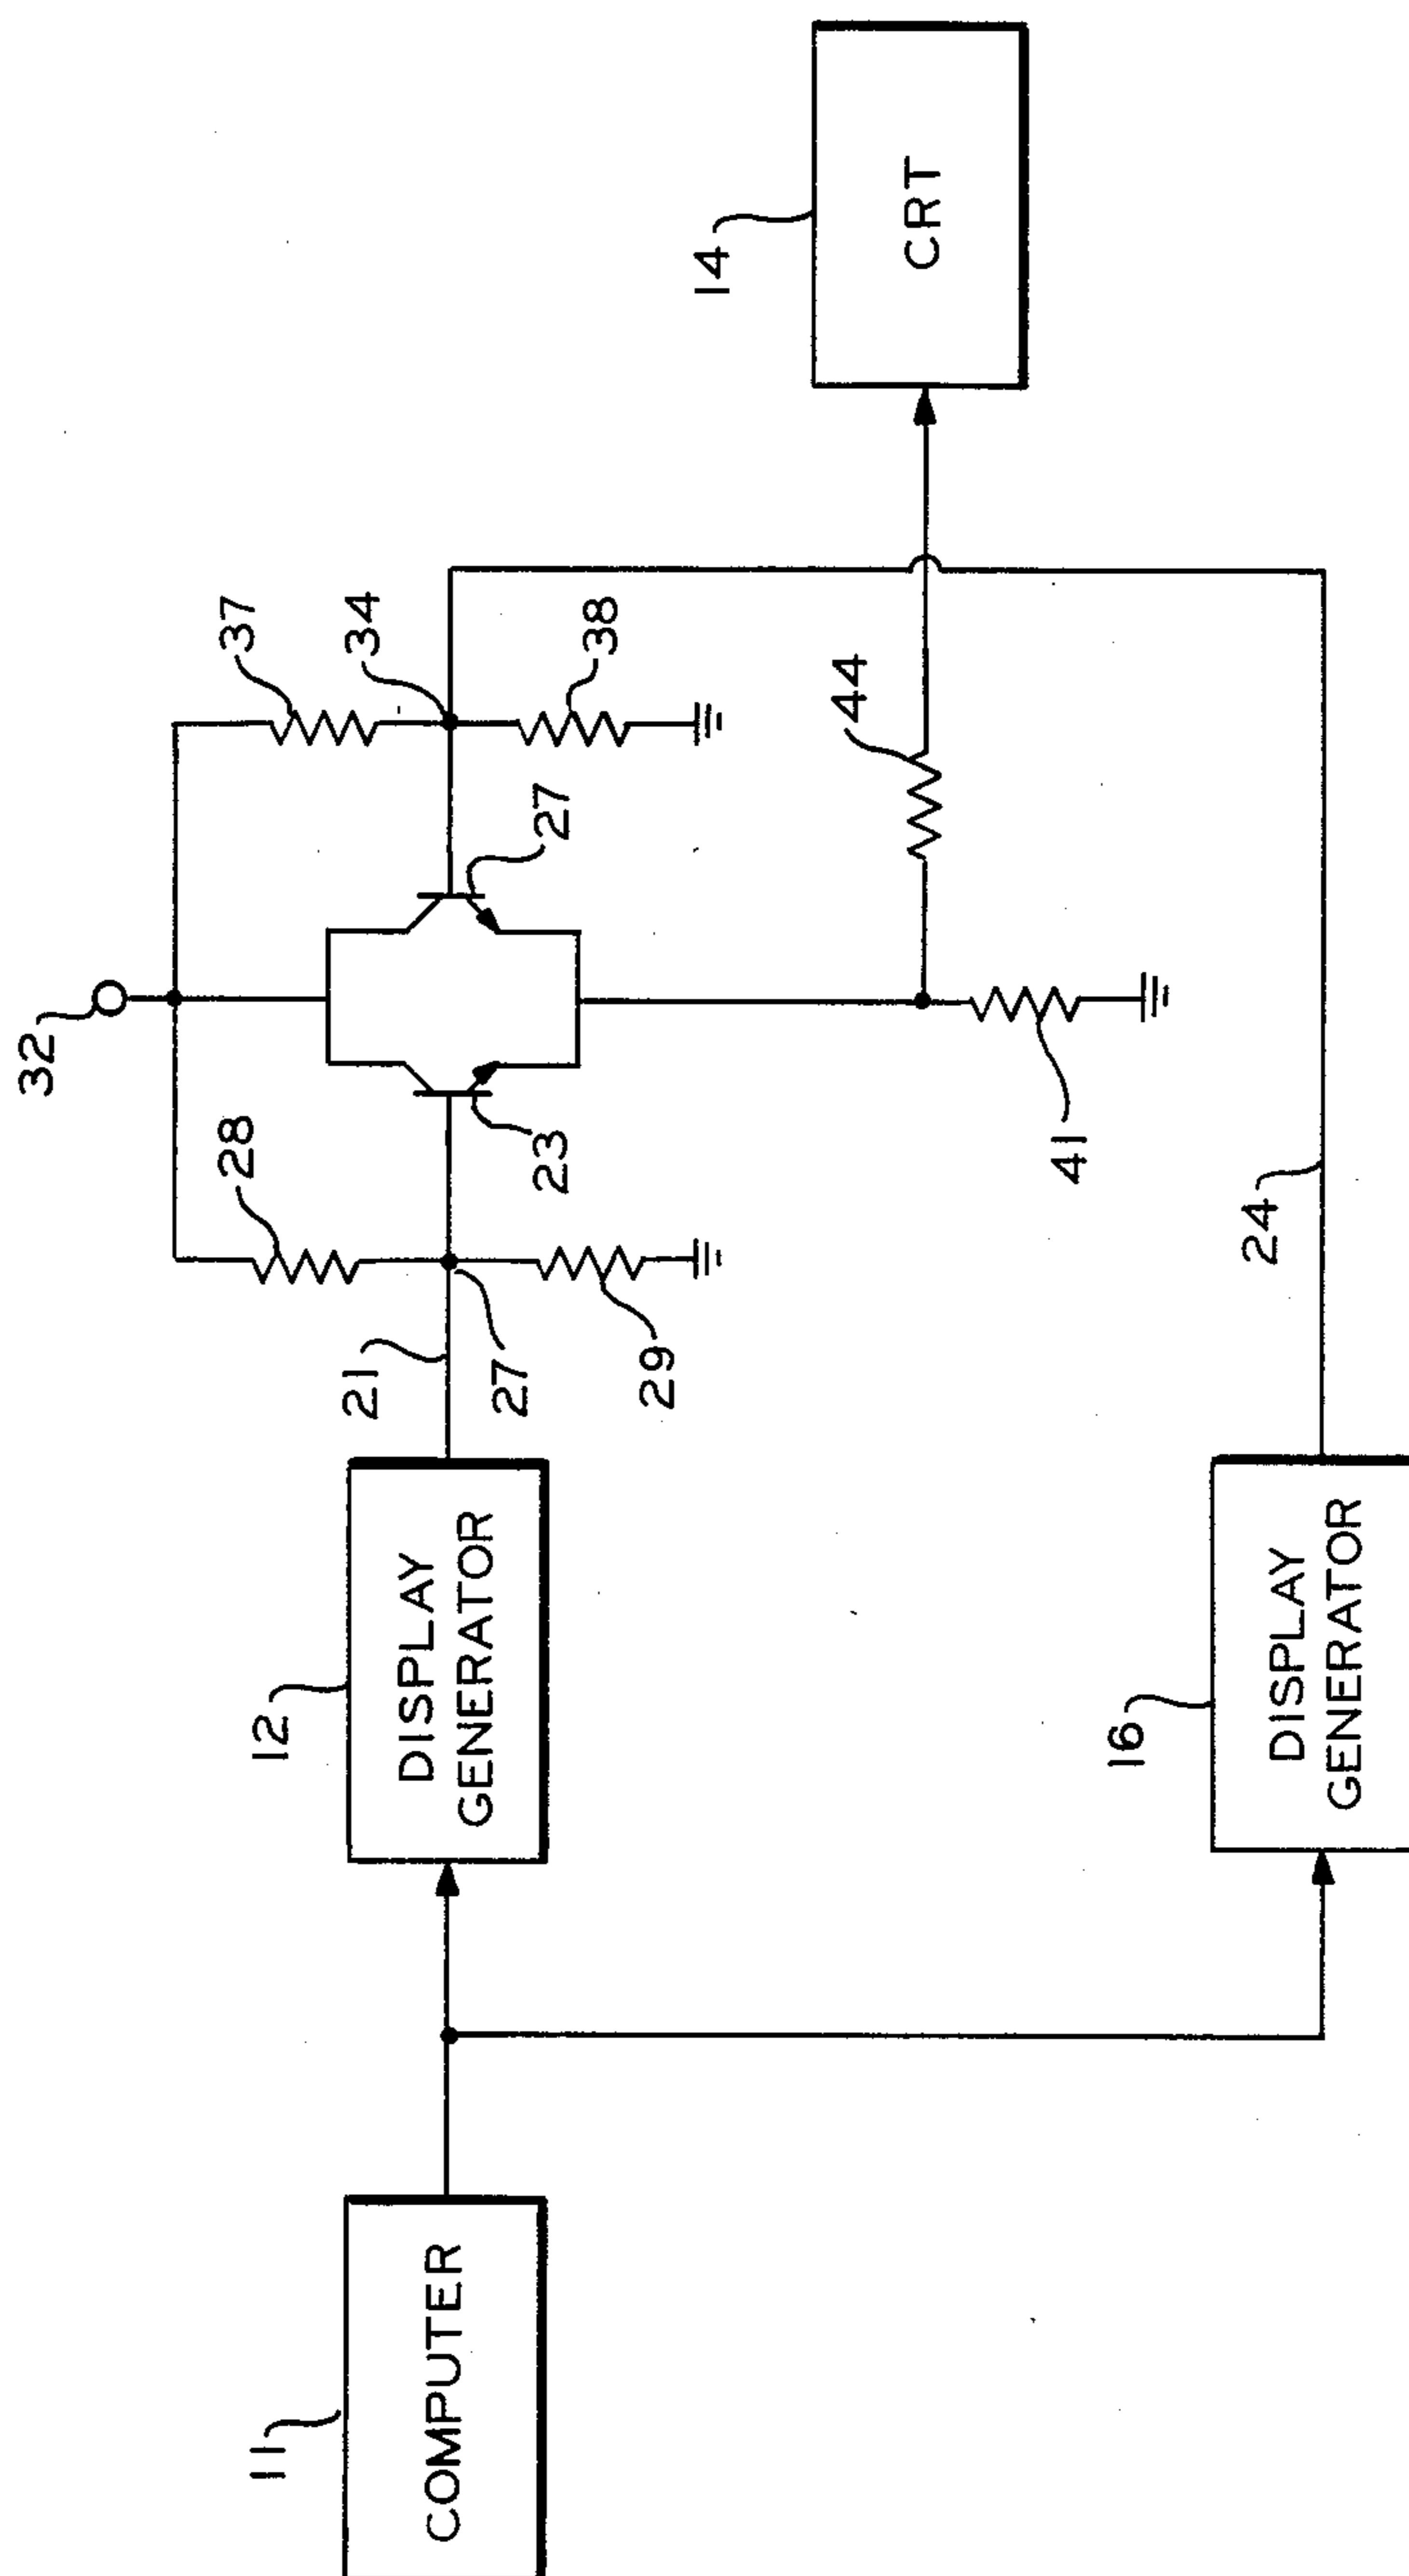 32
28
37
34
38
27
23
21
27
29
44
41
14
CRT
12
DISPLAY
GENERATOR
11
COMPUTER
24
16
DISPLAY
GENERATOR